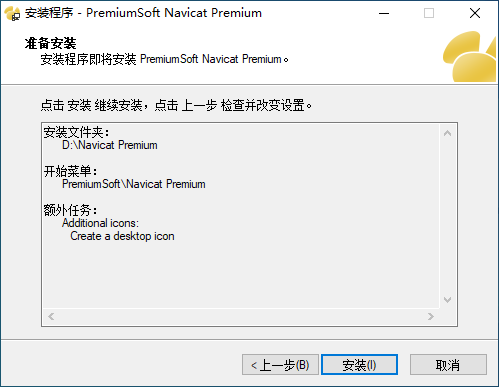 安装程序 - PremiumSoft Navicat Premium
准备安装
安装程序即将安装 PremiumSoft Navicat Premium。
点击 安装 继续安装，点击 上一步 检查并改变设置。
安装文件夹：
D:\Navicat Premium
开始菜单：
PremiumSoft\Navicat Premium
额外任务：
Additional icons:
Create a desktop icon
< 上一步(B)
安装(I)
取消